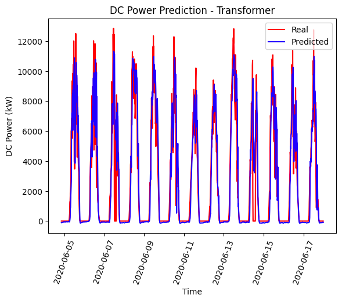 DC Power Prediction - Transformer
Real
Predicted
DC Power (kW)
12000
10000
8000
6000
4000
2000
0
2020-06-05
2020-06-07
2020-06-09
2020-06-11
2020-06-13
2020-06-15
2020-06-17
Time